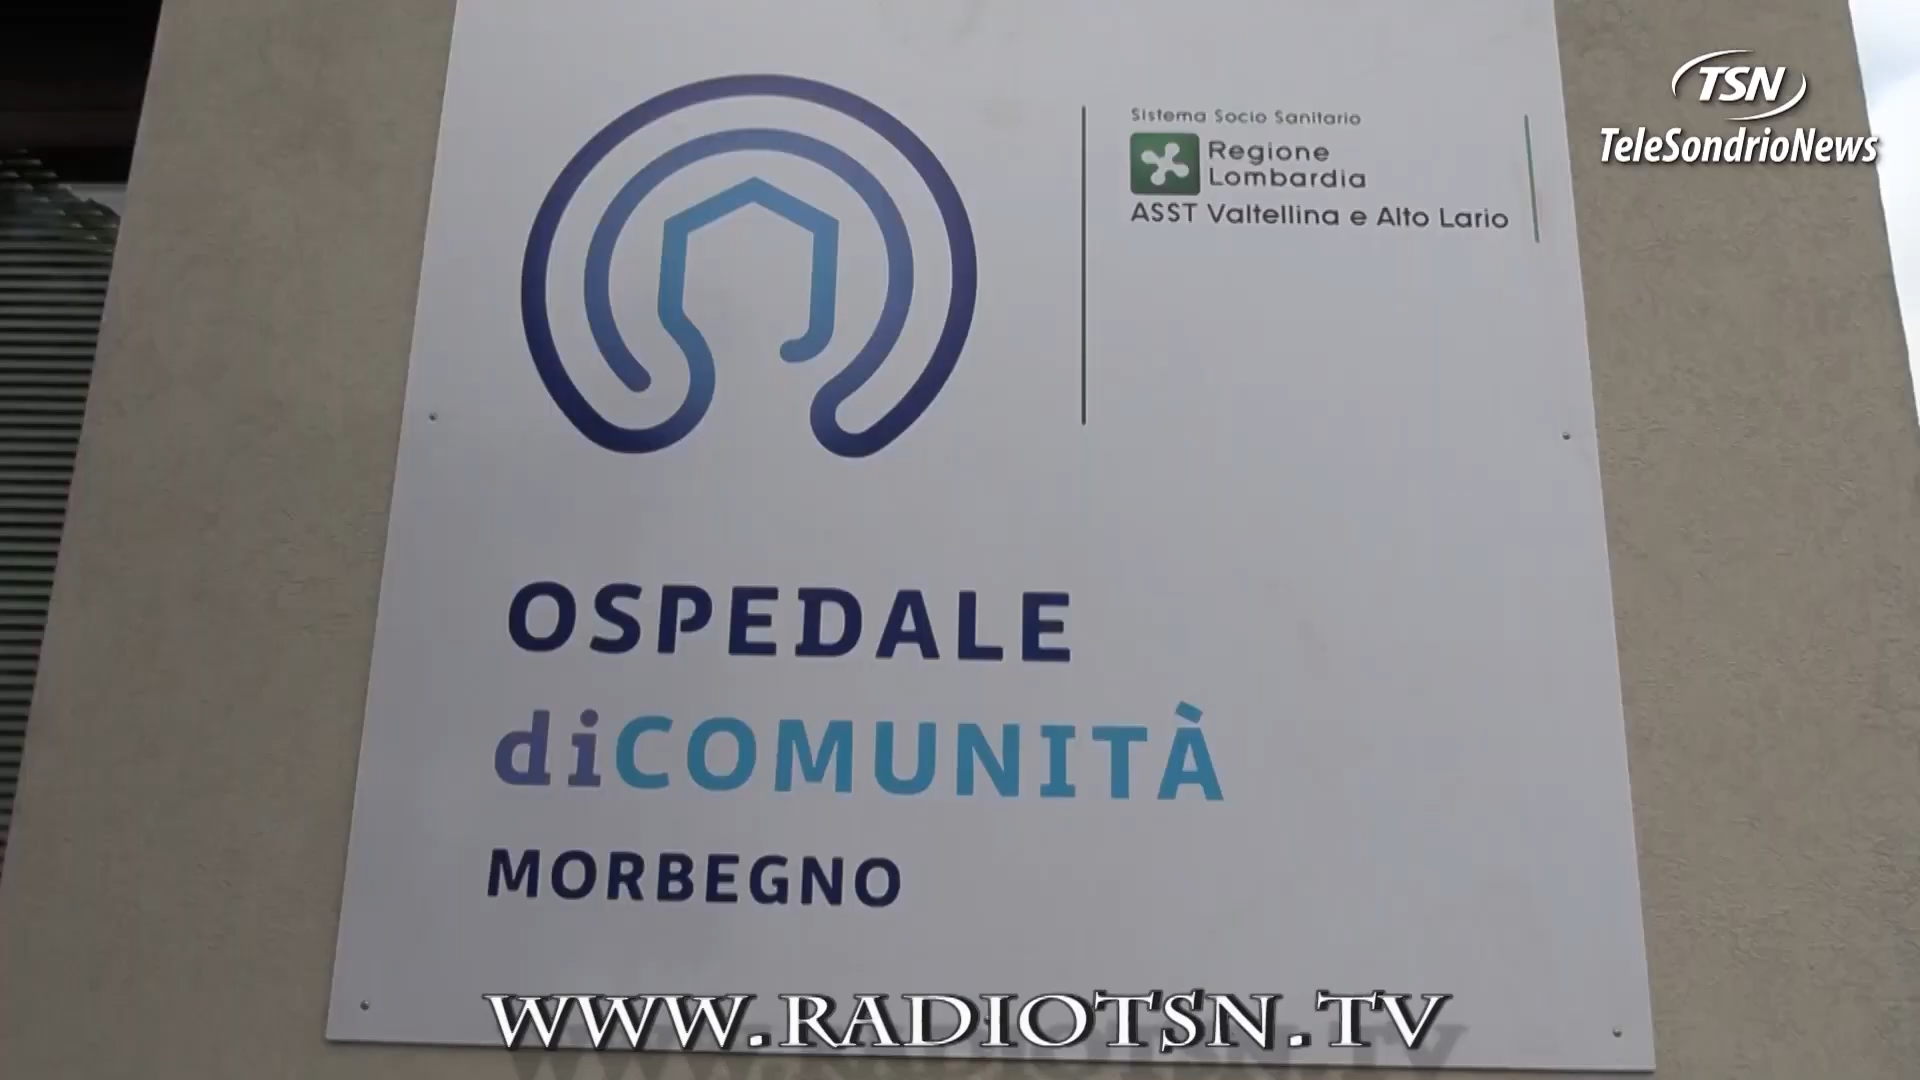 TSN
TeleSondrioNews
Sistema Socio Sanitario
Regione
Lombardia
ASST Valtellina e Alto Lario
OSPEDALE
diCOMUNITÀ
MORBEGNO
WWW.RADIOTSN.TV